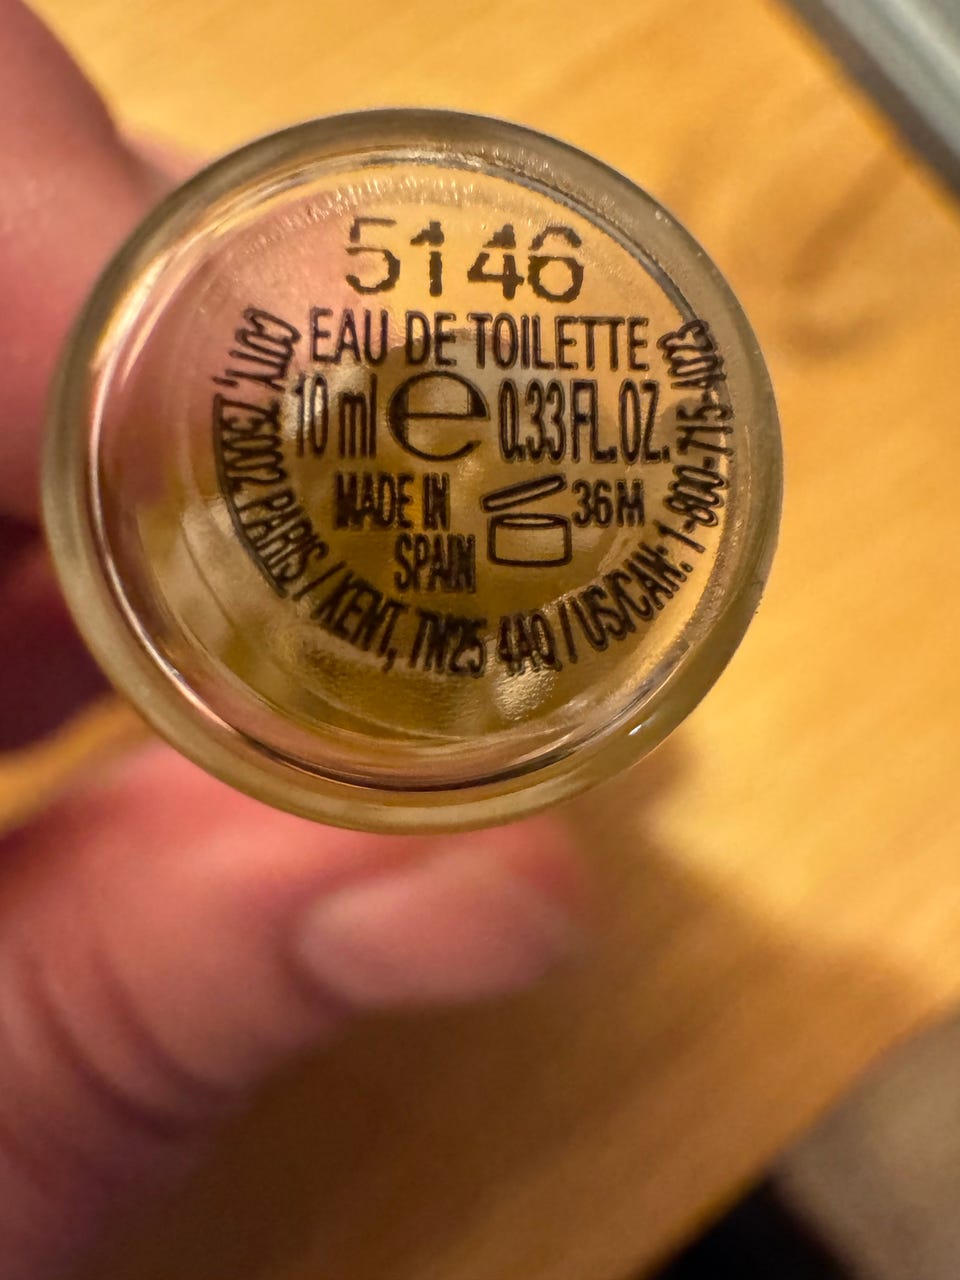 5146
EAU DE TOILETTE
10 ml e 0.33 FL.OZ.
MADE IN
SPAIN
36M
COTY, 75002 PARIS / KENT, TN25 4AQ / US/CAN: 1-800-715-4023